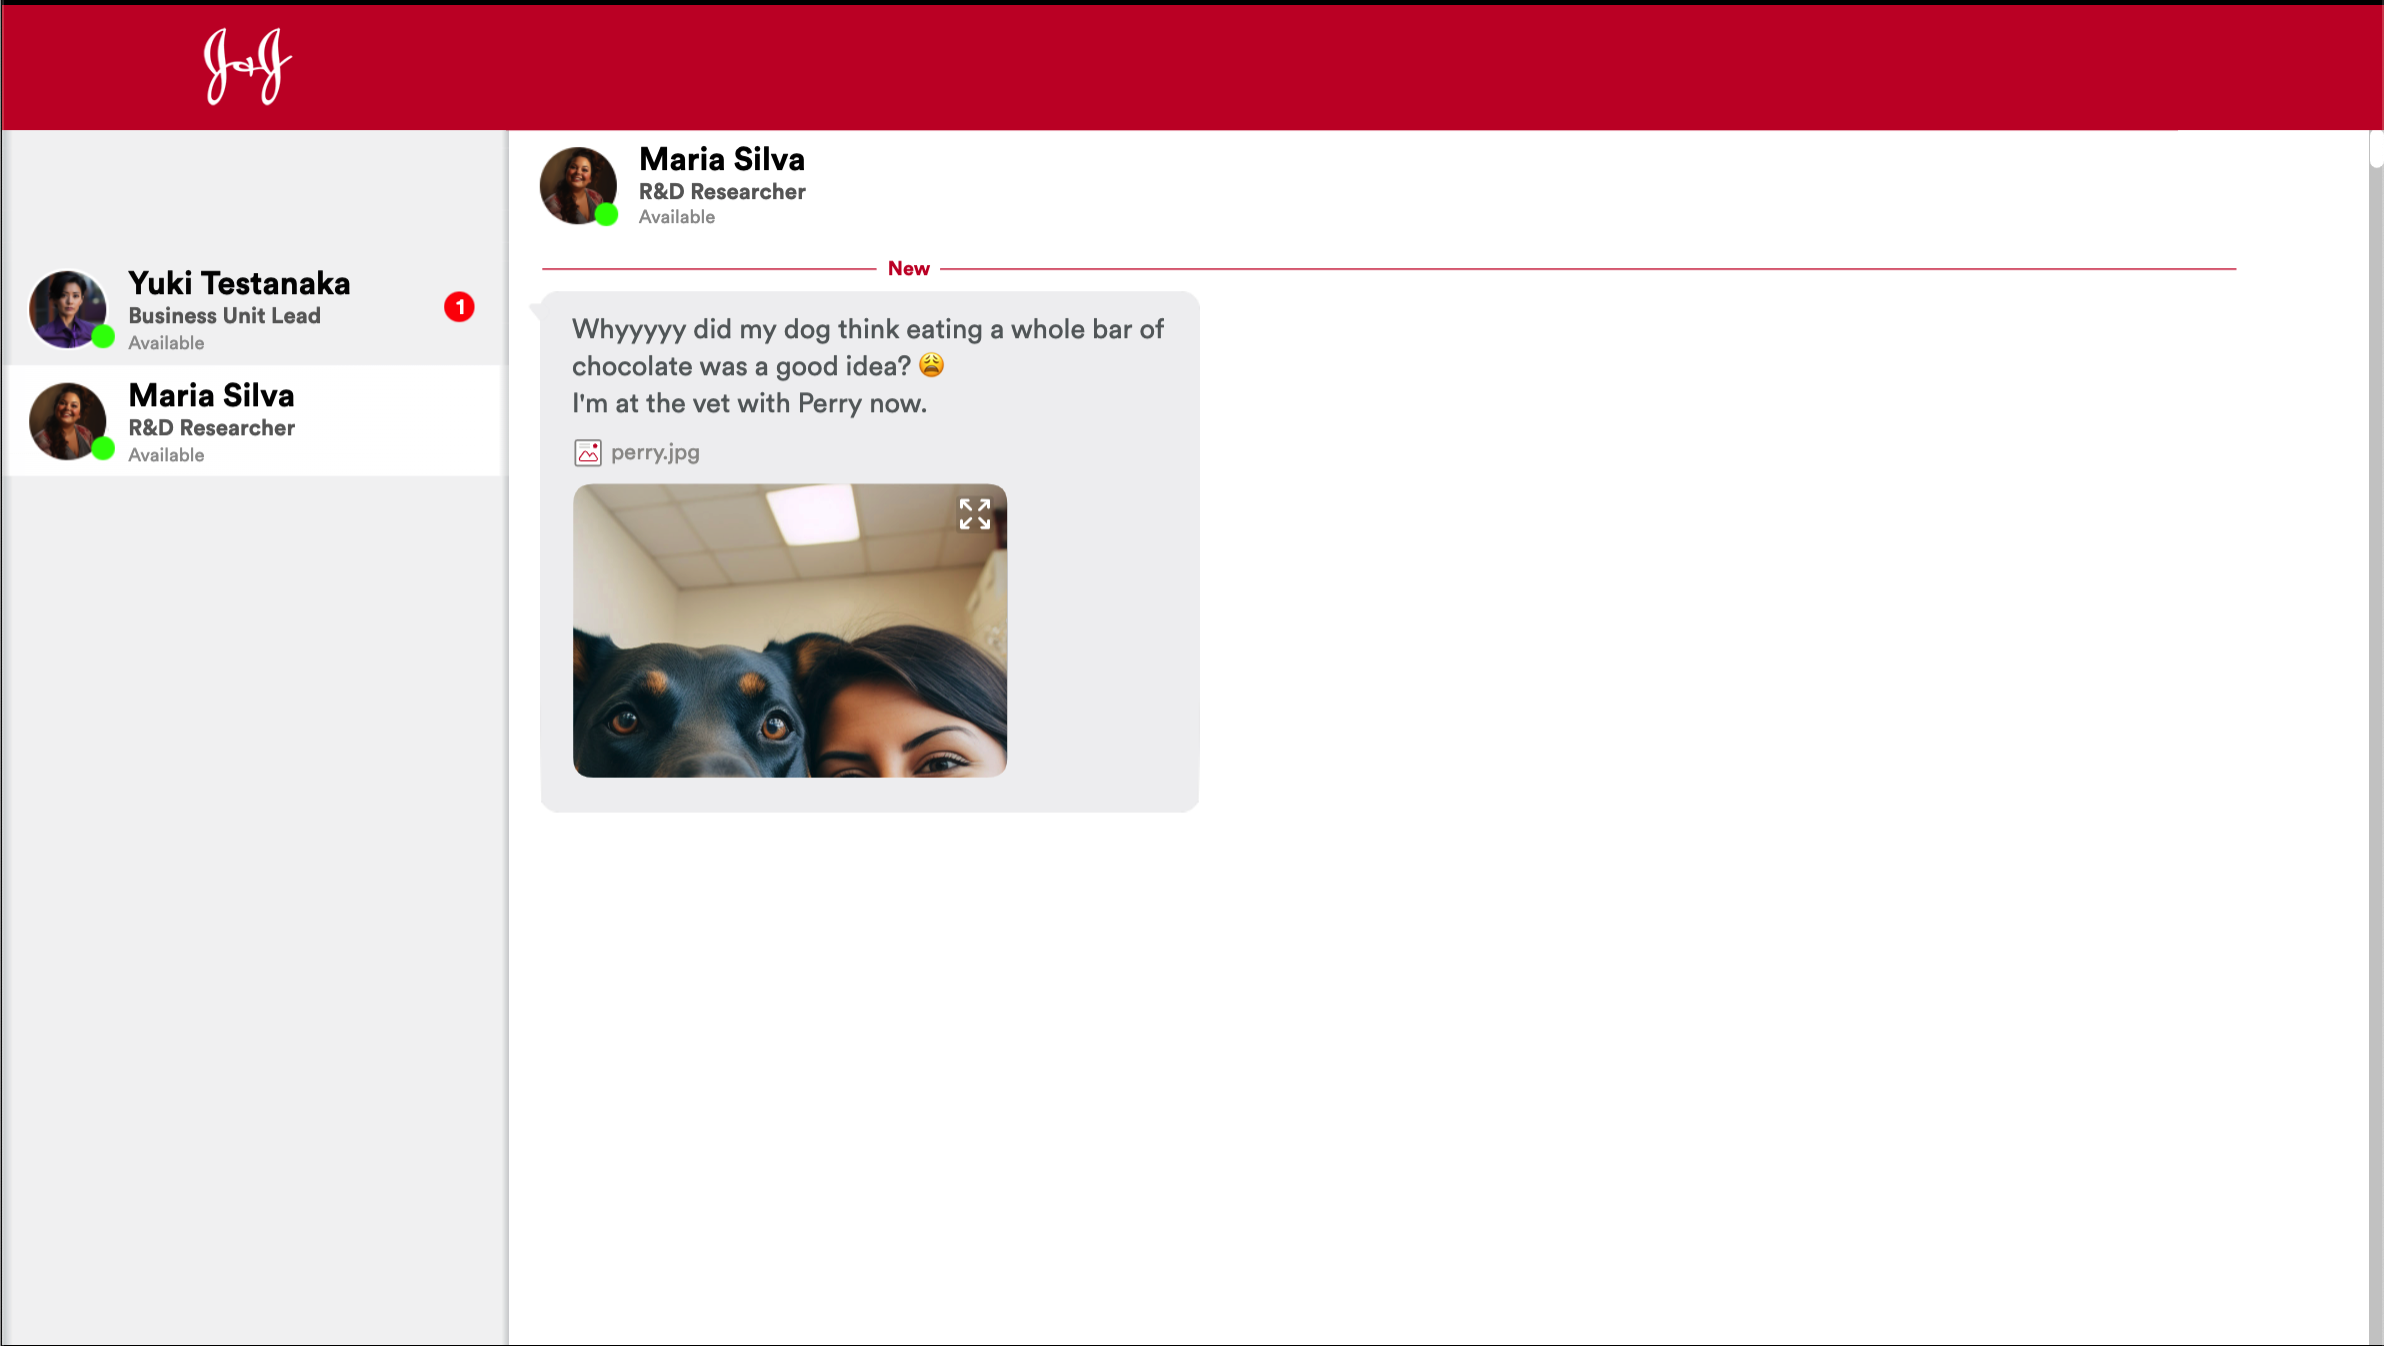 J&J
Yuki Testanaka
Business Unit Lead
Available
1
Maria Silva
R&D Researcher
Available
Maria Silva
R&D Researcher
Available
New
Whyyyyy did my dog think eating a whole bar of
chocolate was a good idea? 😩
I'm at the vet with Perry now.
perry.jpg